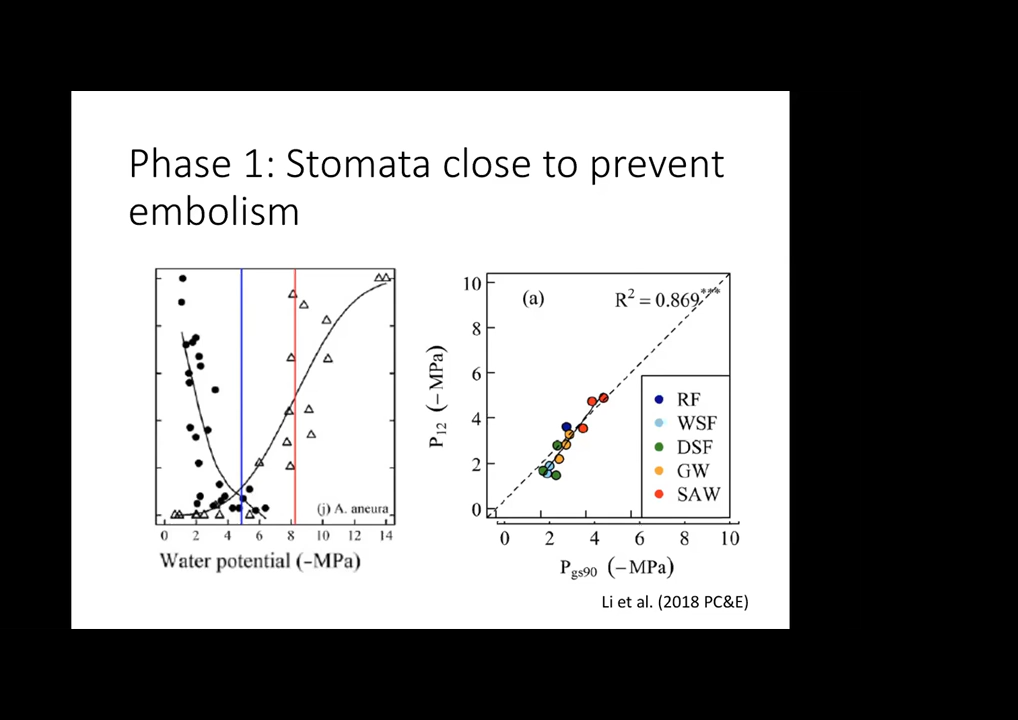 Phase 1: Stomata close to prevent
embolism
(j) A. aneura
0 2 4 6 8 10 12 14
Water potential (–MPa)
(a)
R² = 0.869***
10
8
6
4
2
0
P₁₂ (–MPa)
RF
WSF
DSF
GW
SAW
0 2 4 6 8 10
Pgs90 (–MPa)
Li et al. (2018 PC&E)